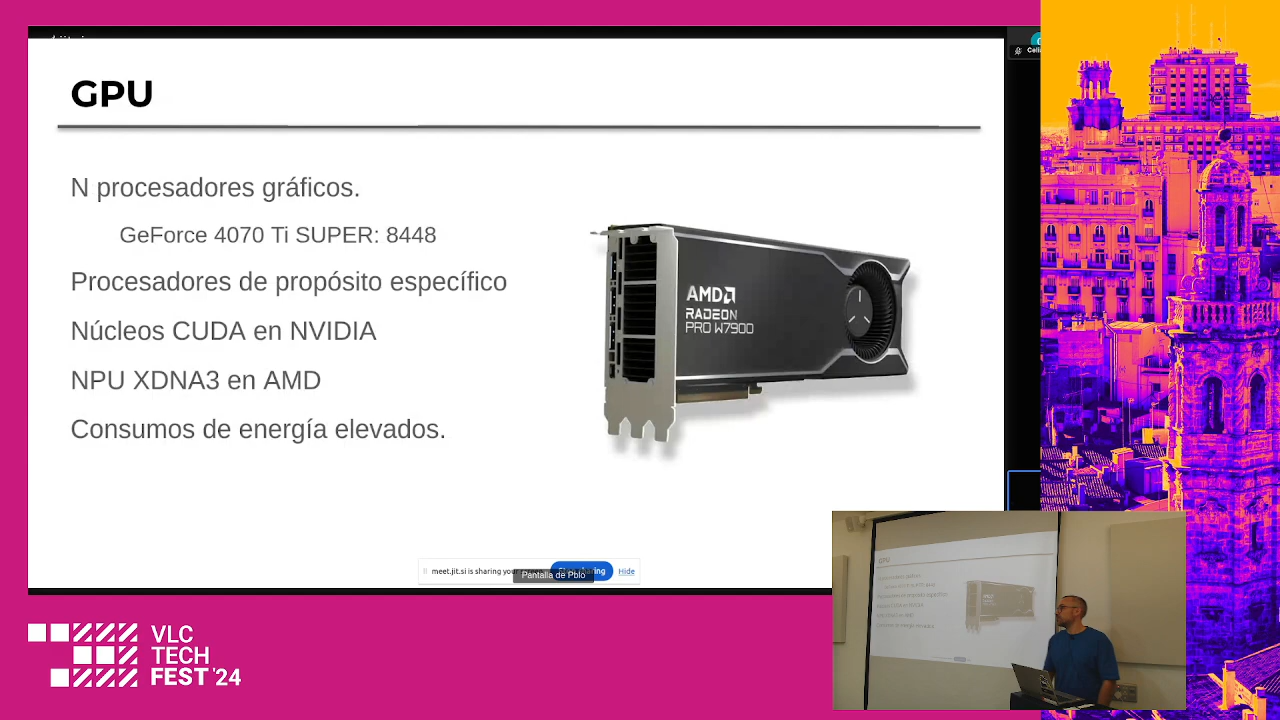 GPU
N procesadores gráficos.
GeForce 4070 Ti SUPER: 8448
Procesadores de propósito específico
Núcleos CUDA en NVIDIA
NPU XDNA3 en AMD
Consumos de energía elevados.
AMD
RADEON
PRO W7900
meet.jit.si is sharing your
Hide
Pantalla de Pblo
VLC
TECH
FEST '24
GPU